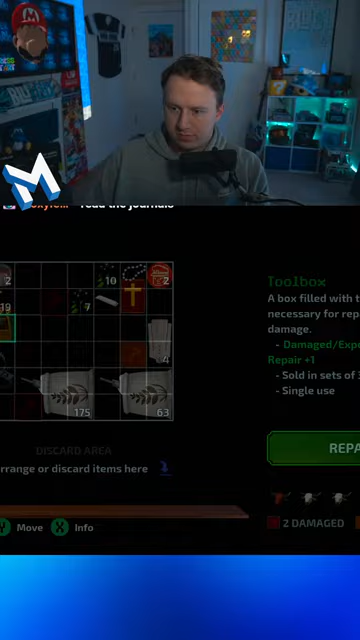 read the journals
2
10
2
19
7
4
175
63
Toolbox
A box filled with t
necessary for repa
damage.
- Damaged/Expe
Repair +1
- Sold in sets of 3
- Single use
DISCARD AREA
rrange or discard items here
REPA
Y Move X Info
2 DAMAGED